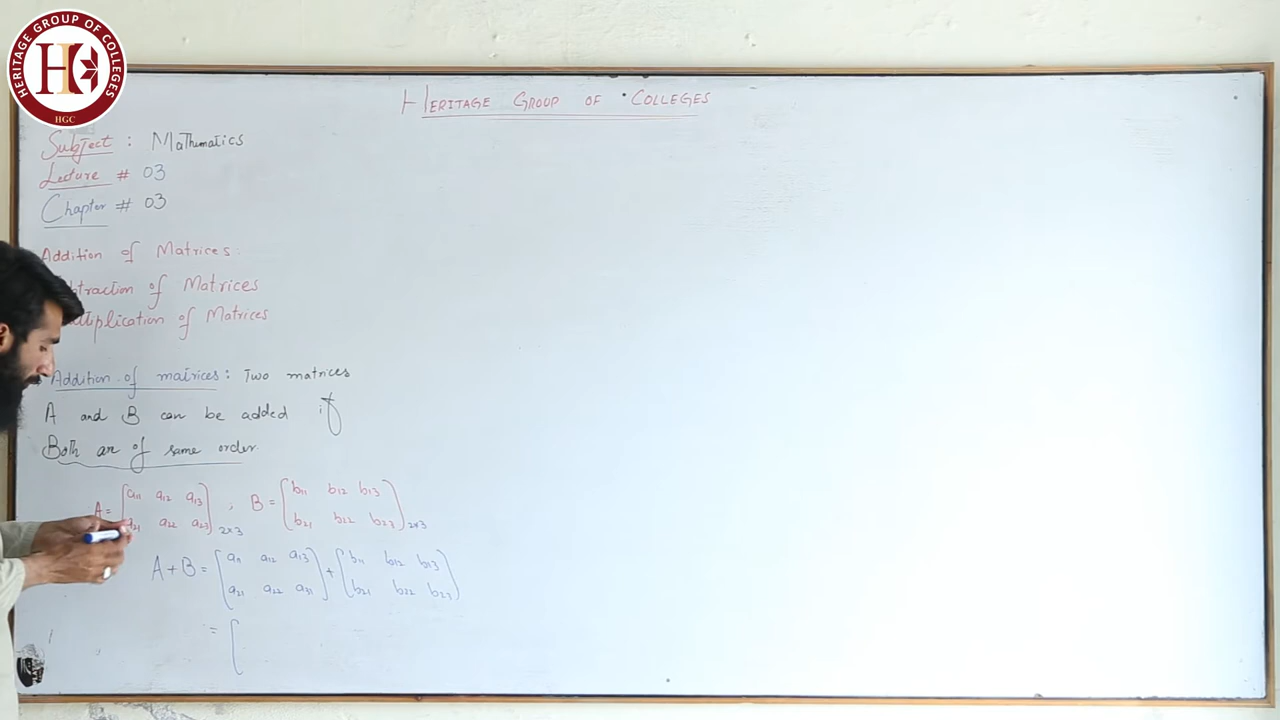 HERITAGE GROUP OF COLLEGES
HGC
HERITAGE GROUP OF COLLEGES
Subject : Mathematics
Lecture # 03
Chapter # 03
Addition of Matrices:
btraction of Matrices
ltiplication of Matrices
Addition of matrices: Two matrices
A and B can be added if
Both are of same order.
A = [a11 a12 a13 ; B = [b11 b12 b13
a21 a22 a23] 2×3 b21 b22 b23] 2×3
A + B = [a11 a12 a13 + [b11 b12 b13
a21 a22 a31] b21 b22 b23]
= [